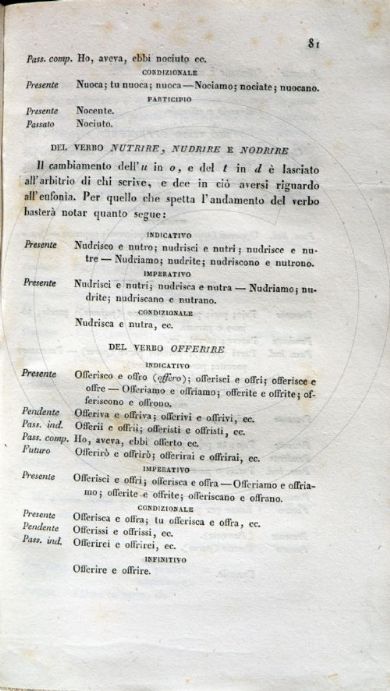 81
Pass. comp. Ho, aveva, ebbi nociuto ec.
CONDIZIONALE
Presente Nuoca; tu nuoca; nuoca — Nociamo; nociate; nuocano.
PARTICIPIO
Presente Nocente.
Passato Nociuto.
DEL VERBO NUTRIRE, NUDRIRE E NODRIRE
Il cambiamento dell'u in o, e del t in d è lasciato
all'arbitrio di chi scrive, e dee in ciò aversi riguardo
all'eufonia. Per quello che spetta l'andamento del verbo
basterà notar quanto segue:
INDICATIVO
Presente Nudrisco e nutro; nudrisci e nutri; nudrisce e nu-
tre — Nudriamo; nudrite; nudriscono e nutrono.
IMPERATIVO
Presente Nudrisci e nutri; nudrisca e nutra — Nudriamo; nu-
drite; nudriscano e nutrano.
CONDIZIONALE
Nudrisca e nutra, ec.
DEL VERBO OFFERIRE
INDICATIVO
Presente Offerisco e offro (offero); offerisci e offri; offerisce e
offre — Offeriamo e offriamo; offerite e offrite; of-
feriscono e offrono.
Pendente Offeriva e offriva; offerivi e offrivi, ec.
Pass. ind. Offerii e offrii; offeristi e offristi, ec.
Pass. comp. Ho, aveva, ebbi offerto ec.
Futuro Offerirò e offrirò; offerirai e offrirai, ec.
IMPERATIVO
Presente Offerisci e offri; offerisca e offra — Offeriamo e offria-
mo; offerite e offrite; offeriscano e offrano.
CONDIZIONALE
Presente Offerisca e offra; tu offerisca e offra, ec.
Pendente Offerissi e offrissi, ec.
Pass. ind. Offerirei e offrirei, ec.
INFINITIVO
Offerire e offrire.